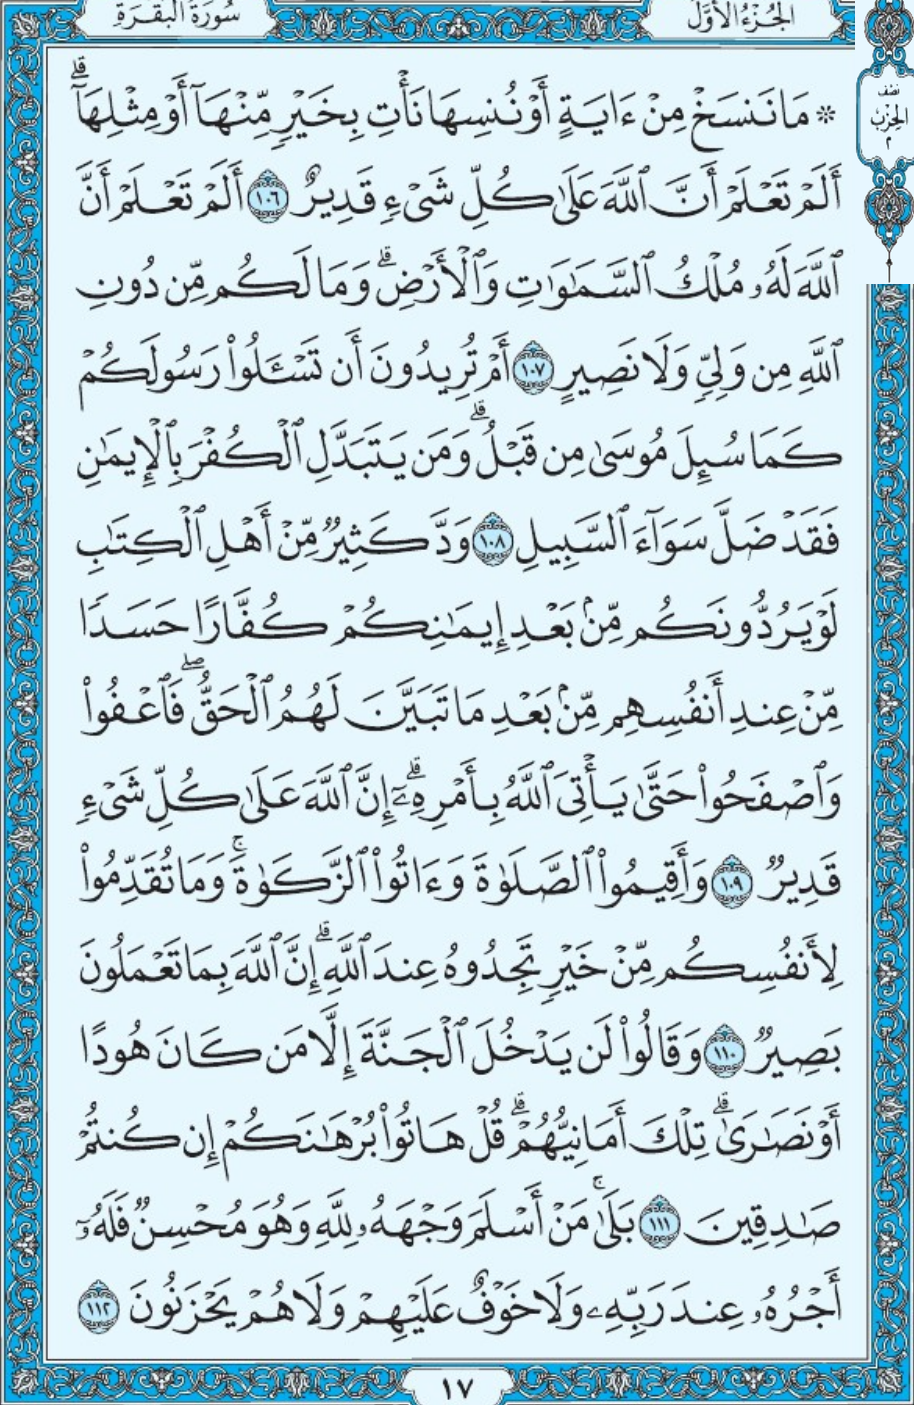 الجُزْءُ الأَوَّلُ
سُورَةُ البَقَرَةِ
نصف
الحِزْب
٢
۞ مَا نَنسَخْ مِنْ ءَايَةٍ أَوْ نُنسِهَا نَأْتِ بِخَيْرٍ مِّنْهَآ أَوْ مِثْلِهَآۗ
أَلَمْ تَعْلَمْ أَنَّ ٱللَّهَ عَلَىٰ كُلِّ شَىْءٍ قَدِيرٌ ١٠٦ أَلَمْ تَعْلَمْ أَنَّ
ٱللَّهَ لَهُۥ مُلْكُ ٱلسَّمَٰوَٰتِ وَٱلْأَرْضِۗ وَمَا لَكُم مِّن دُونِ
ٱللَّهِ مِن وَلِىٍّ وَلَا نَصِيرٍ ١٠٧ أَمْ تُرِيدُونَ أَن تَسْـَٔلُوا۟ رَسُولَكُمْ
كَمَا سُئِلَ مُوسَىٰ مِن قَبْلُۗ وَمَن يَتَبَدَّلِ ٱلْكُفْرَ بِٱلْإِيمَٰنِ
فَقَدْ ضَلَّ سَوَآءَ ٱلسَّبِيلِ ١٠٨ وَدَّ كَثِيرٌ مِّنْ أَهْلِ ٱلْكِتَٰبِ
لَوْ يَرُدُّونَكُم مِّنۢ بَعْدِ إِيمَٰنِكُمْ كُفَّارًا حَسَدًا
مِّنْ عِندِ أَنفُسِهِم مِّنۢ بَعْدِ مَا تَبَيَّنَ لَهُمُ ٱلْحَقُّۖ فَٱعْفُوا۟
وَٱصْفَحُوا۟ حَتَّىٰ يَأْتِىَ ٱللَّهُ بِأَمْرِهِۦٓۗ إِنَّ ٱللَّهَ عَلَىٰ كُلِّ شَىْءٍ
قَدِيرٌ ١٠٩ وَأَقِيمُوا۟ ٱلصَّلَوٰةَ وَءَاتُوا۟ ٱلزَّكَوٰةَۚ وَمَا تُقَدِّمُوا۟
لِأَنفُسِكُم مِّنْ خَيْرٍ تَجِدُوهُ عِندَ ٱللَّهِۗ إِنَّ ٱللَّهَ بِمَا تَعْمَلُونَ
بَصِيرٌ ١١٠ وَقَالُوا۟ لَن يَدْخُلَ ٱلْجَنَّةَ إِلَّا مَن كَانَ هُودًا
أَوْ نَصَٰرَىٰۗ تِلْكَ أَمَانِيُّهُمْۗ قُلْ هَاتُوا۟ بُرْهَٰنَكُمْ إِن كُنتُمْ
صَٰدِقِينَ ١١١ بَلَىٰۚ مَنْ أَسْلَمَ وَجْهَهُۥ لِلَّهِ وَهُوَ مُحْسِنٌ فَلَهُۥٓ
أَجْرُهُۥ عِندَ رَبِّهِۦ وَلَا خَوْفٌ عَلَيْهِمْ وَلَا هُمْ يَحْزَنُونَ ١١٢
١٧